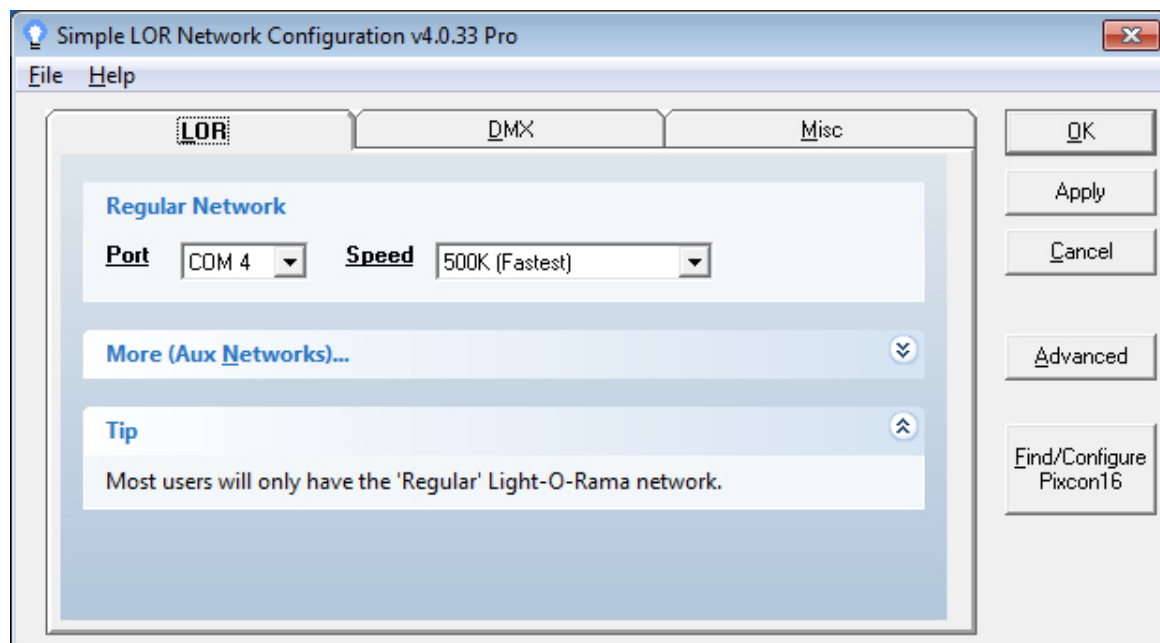 Simple LOR Network Configuration v4.0.33 Pro
File Help
LOR DMX Misc
OK
Apply
Cancel
Advanced
Find/Configure
Pixcon16
Regular Network
Port COM 4 Speed 500K (Fastest)
More (Aux Networks)...
Tip
Most users will only have the 'Regular' Light-O-Rama network.